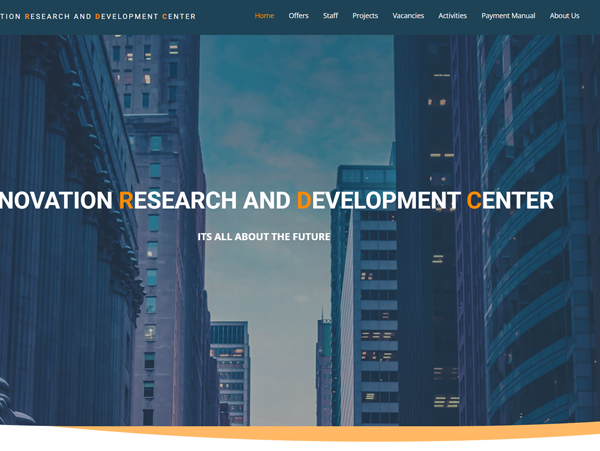 TION RESEARCH AND DEVELOPMENT CENTER
Home Offers Staff Projects Vacancies Activities Payment Manual About Us
NOVATION RESEARCH AND DEVELOPMENT CENTER
ITS ALL ABOUT THE FUTURE